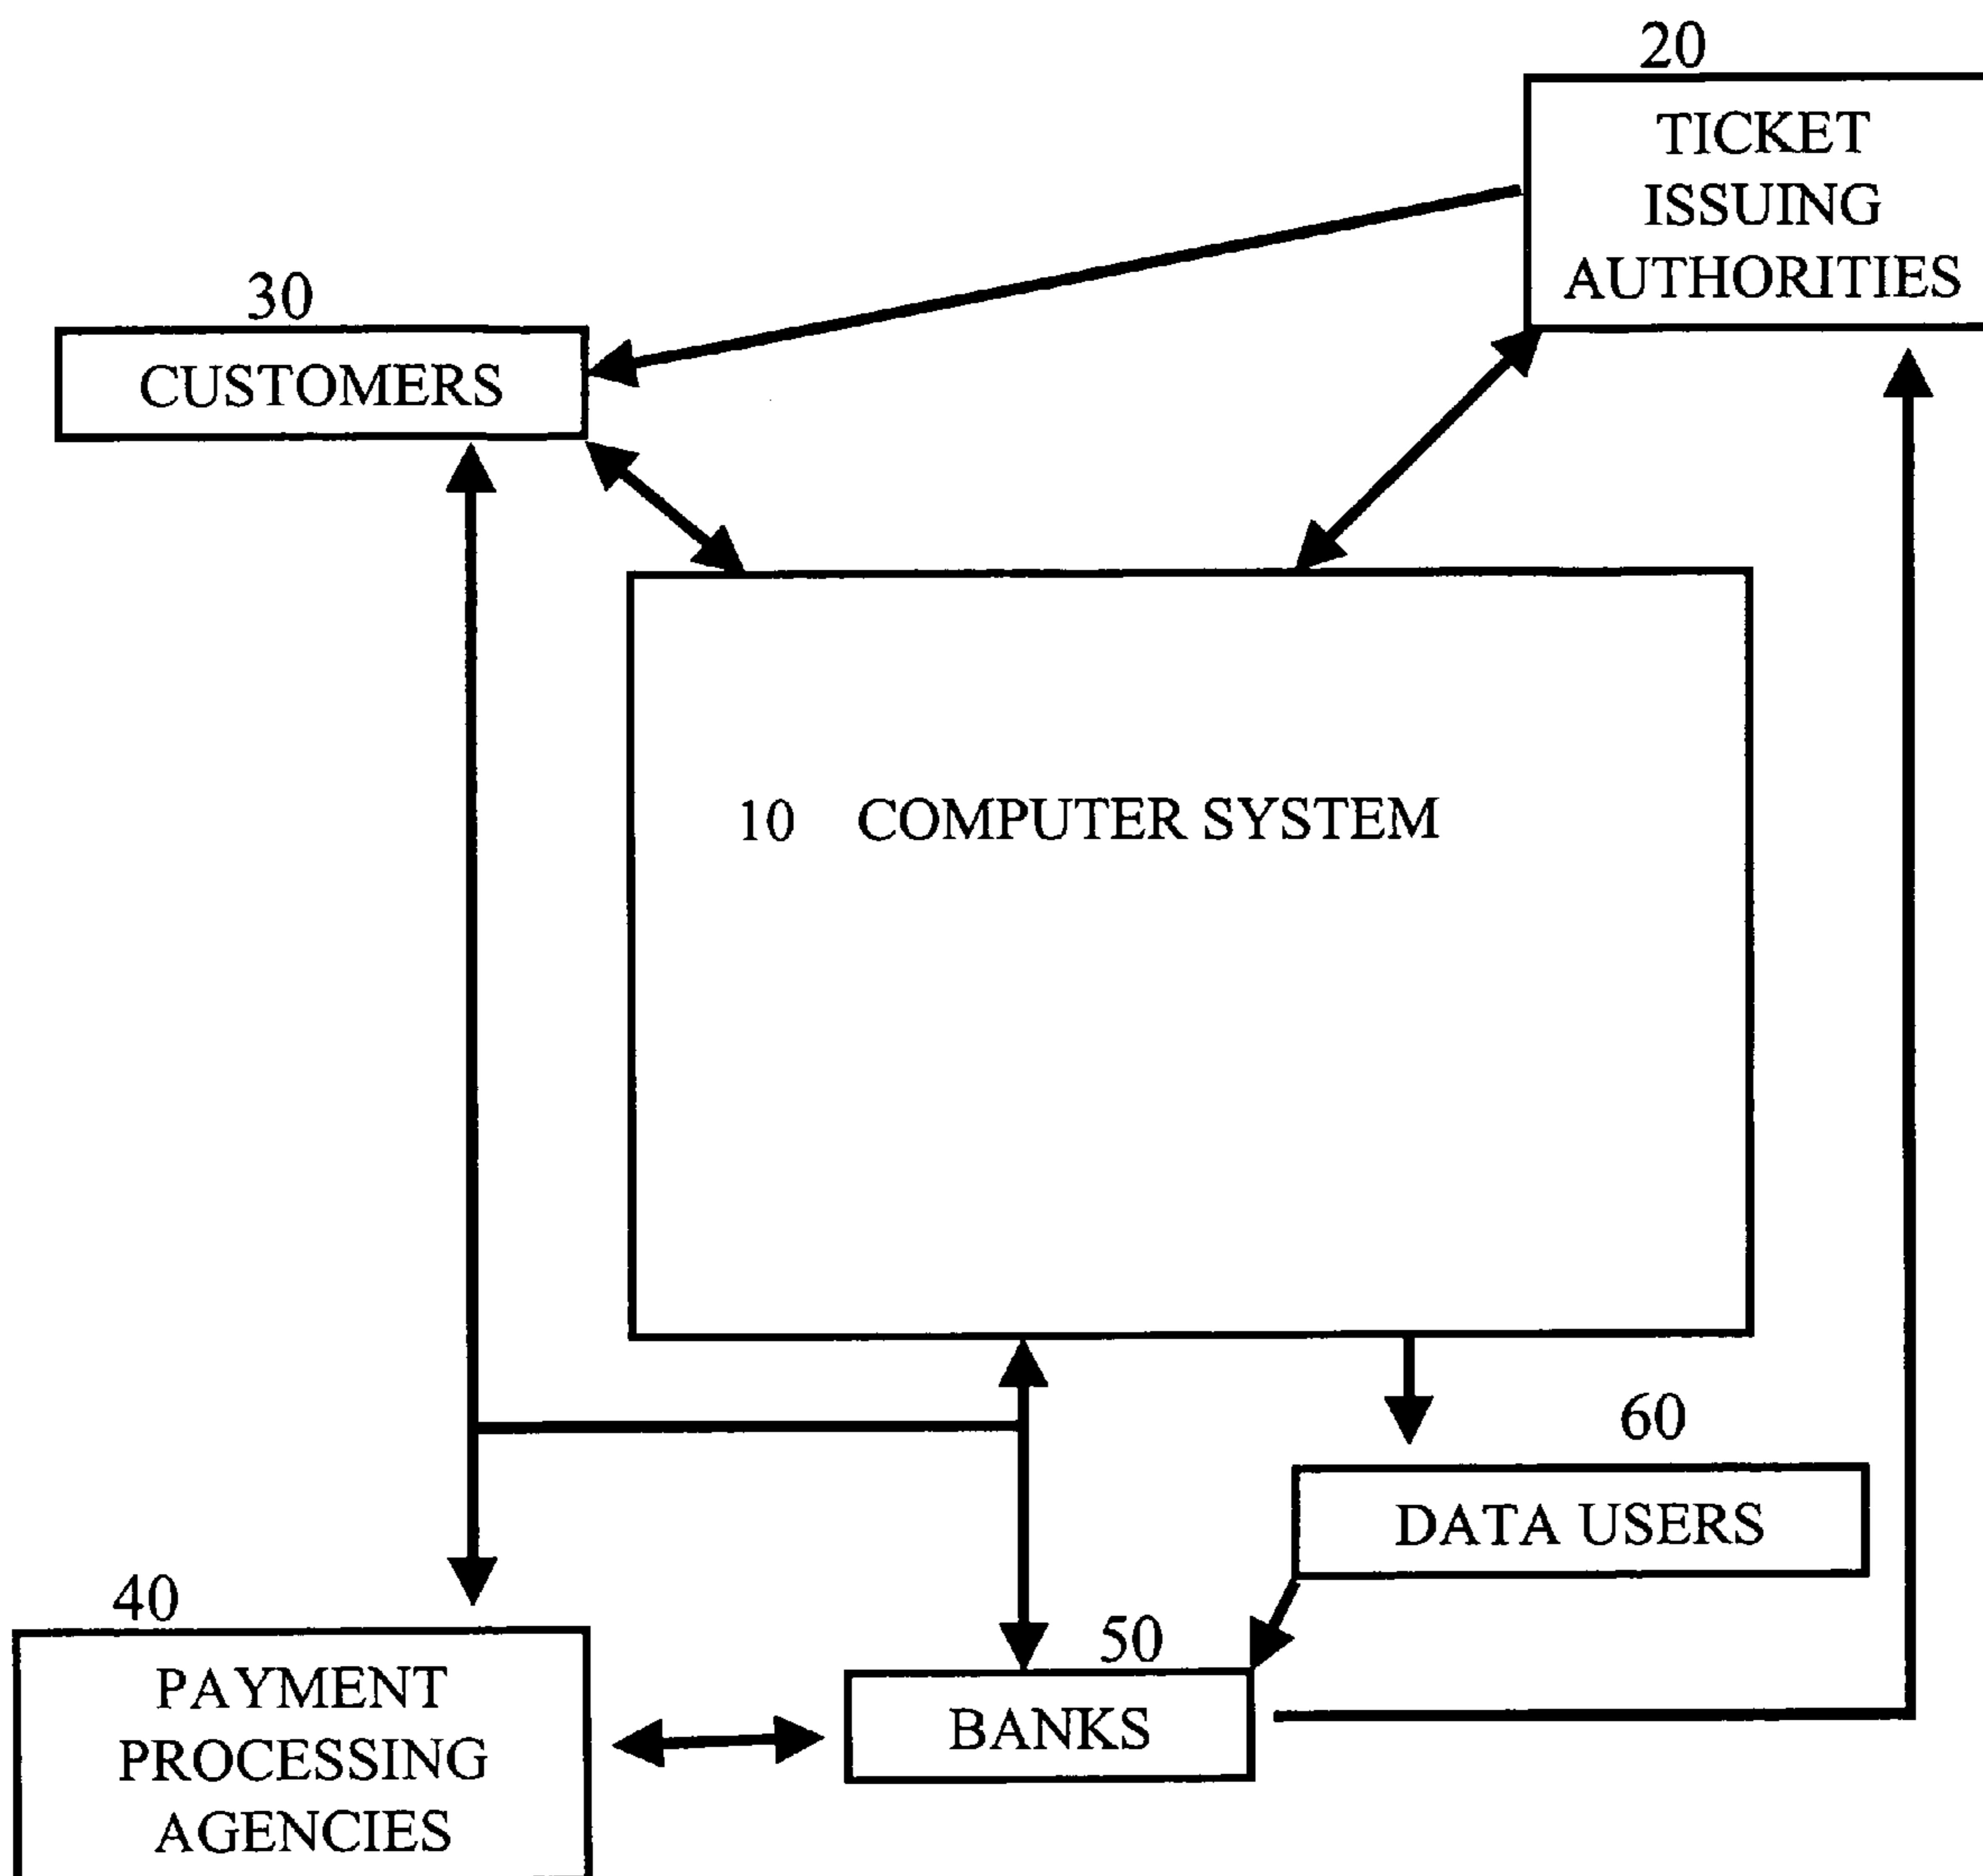 20
TICKET
ISSUING
AUTHORITIES
30
CUSTOMERS
10 COMPUTER SYSTEM
60
DATA USERS
40
PAYMENT
PROCESSING
AGENCIES
50
BANKS